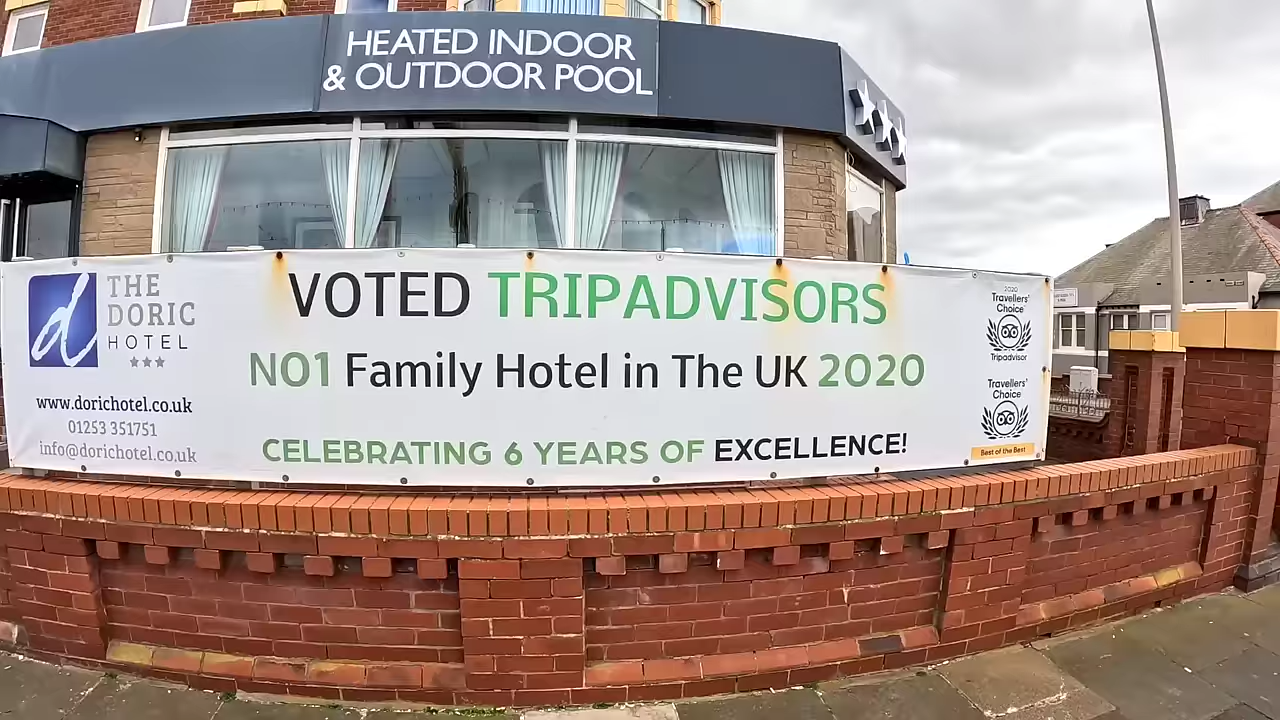 HEATED INDOOR
& OUTDOOR POOL
THE
DORIC
HOTEL
www.dorichotel.co.uk
01253 351751
info@dorichotel.co.uk
VOTED TRIPADVISORS
NO1 Family Hotel in The UK 2020
CELEBRATING 6 YEARS OF EXCELLENCE!
2020
Travellers'
Choice
Tripadvisor
Travellers'
Choice
Best of the Best